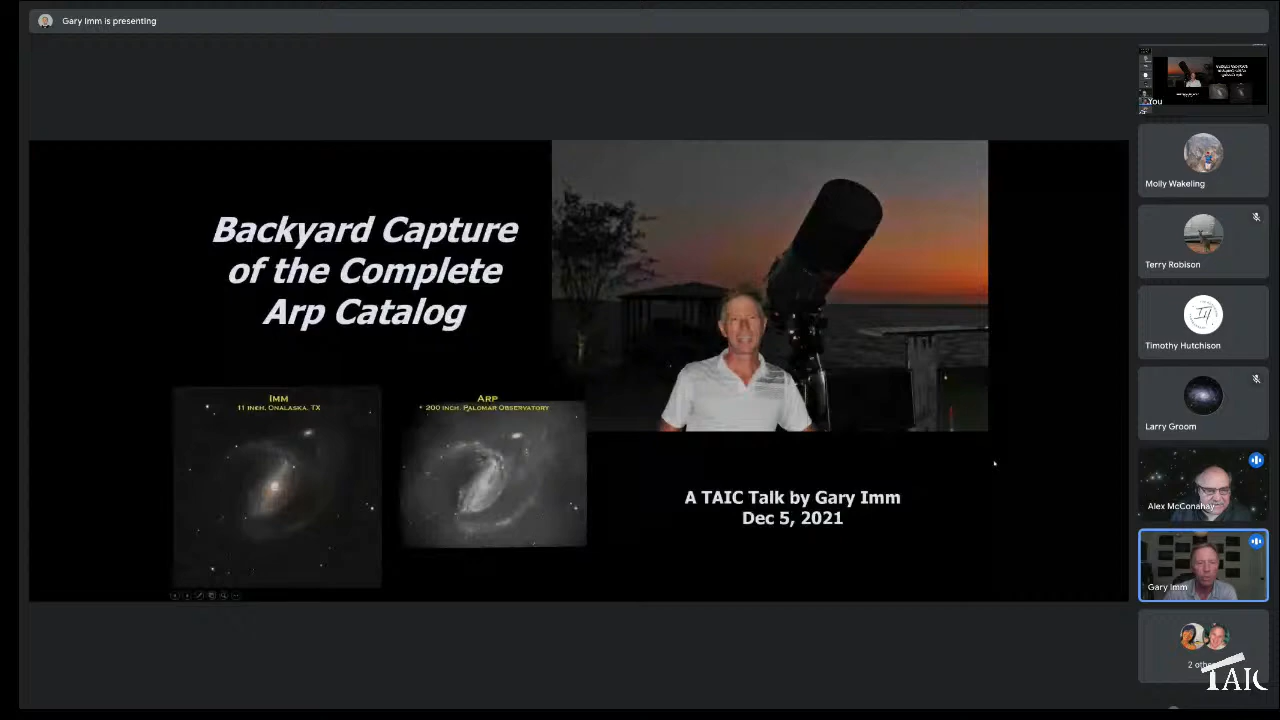 Gary Imm is presenting
Backyard Capture
of the Complete
Arp Catalog
IMM
11 INCH, ONALASKA, TX
ARP
200 INCH, PALOMAR OBSERVATORY
A TAIC Talk by Gary Imm
Dec 5, 2021
You
Molly Wakeling
Terry Robison
Timothy Hutchison
Larry Groom
Alex McConahay
Gary Imm
2 oth
TAIC